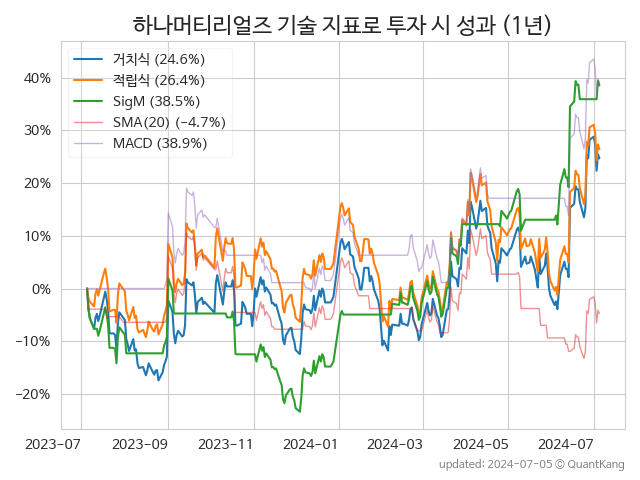 하나머티리얼즈 기술 지표로 투자 시 성과 (1년)
거치식 (24.6%)
적립식 (26.4%)
SigM (38.5%)
SMA(20) (−4.7%)
MACD (38.9%)
40%
30%
20%
10%
0%
−10%
−20%
2023-07 2023-09 2023-11 2024-01 2024-03 2024-05 2024-07
updated: 2024-07-05 © QuantKang